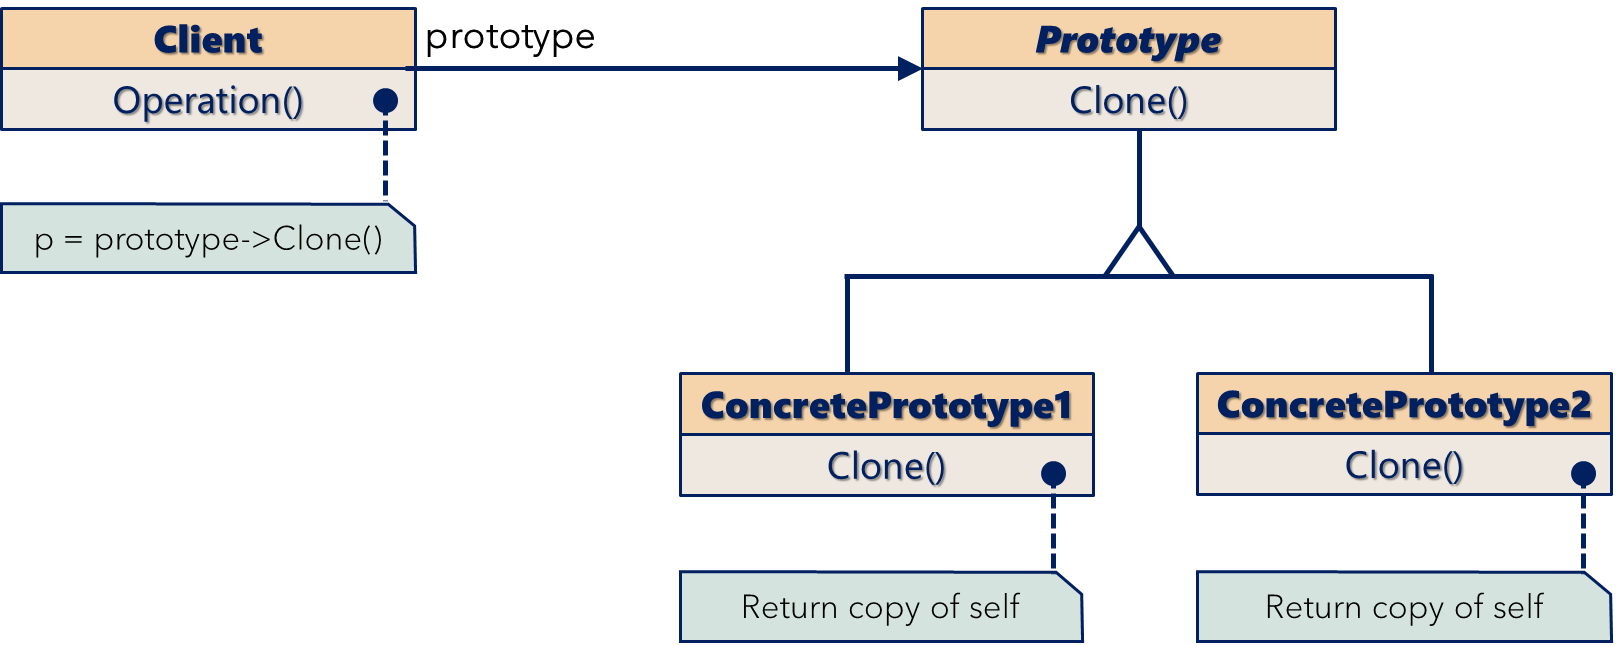 Client
prototype
Prototype
Operation()
Clone()
p = prototype->Clone()
ConcretePrototype1
ConcretePrototype2
Clone()
Clone()
Return copy of self
Return copy of self